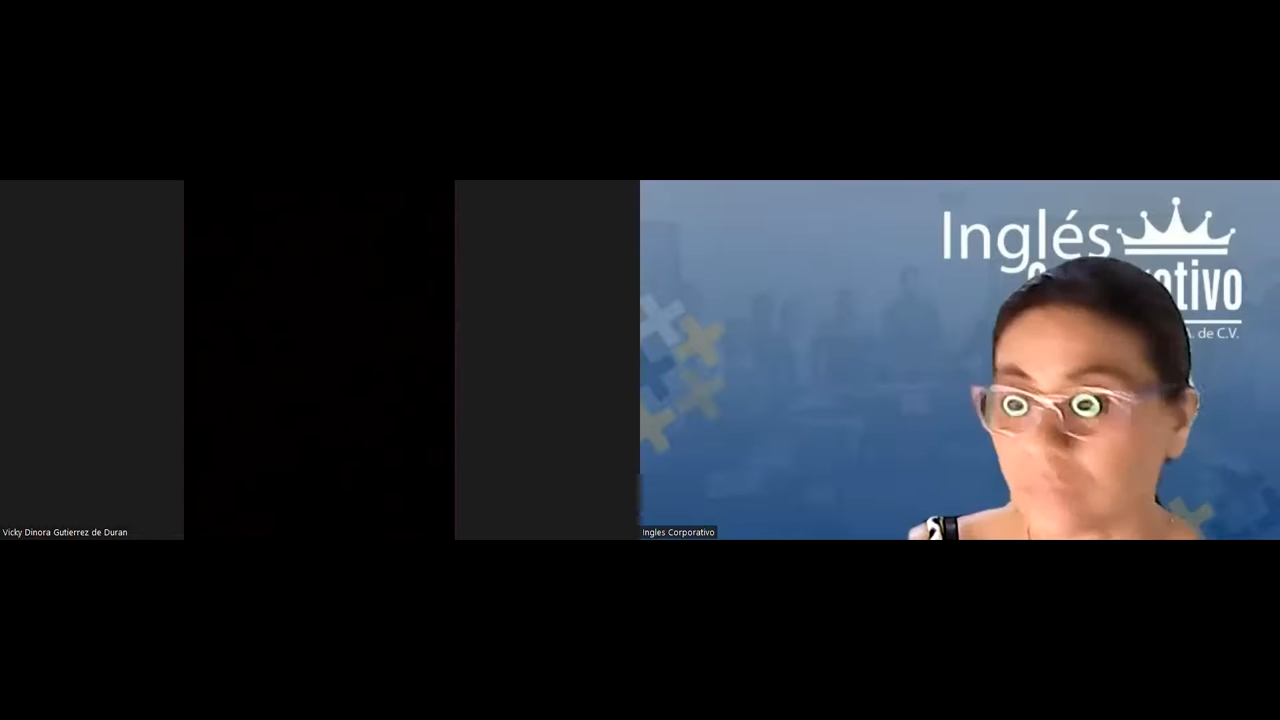 Inglés
A. de C.V.
Vicky Dinora Gutierrez de Duran
Ingles Corporativo